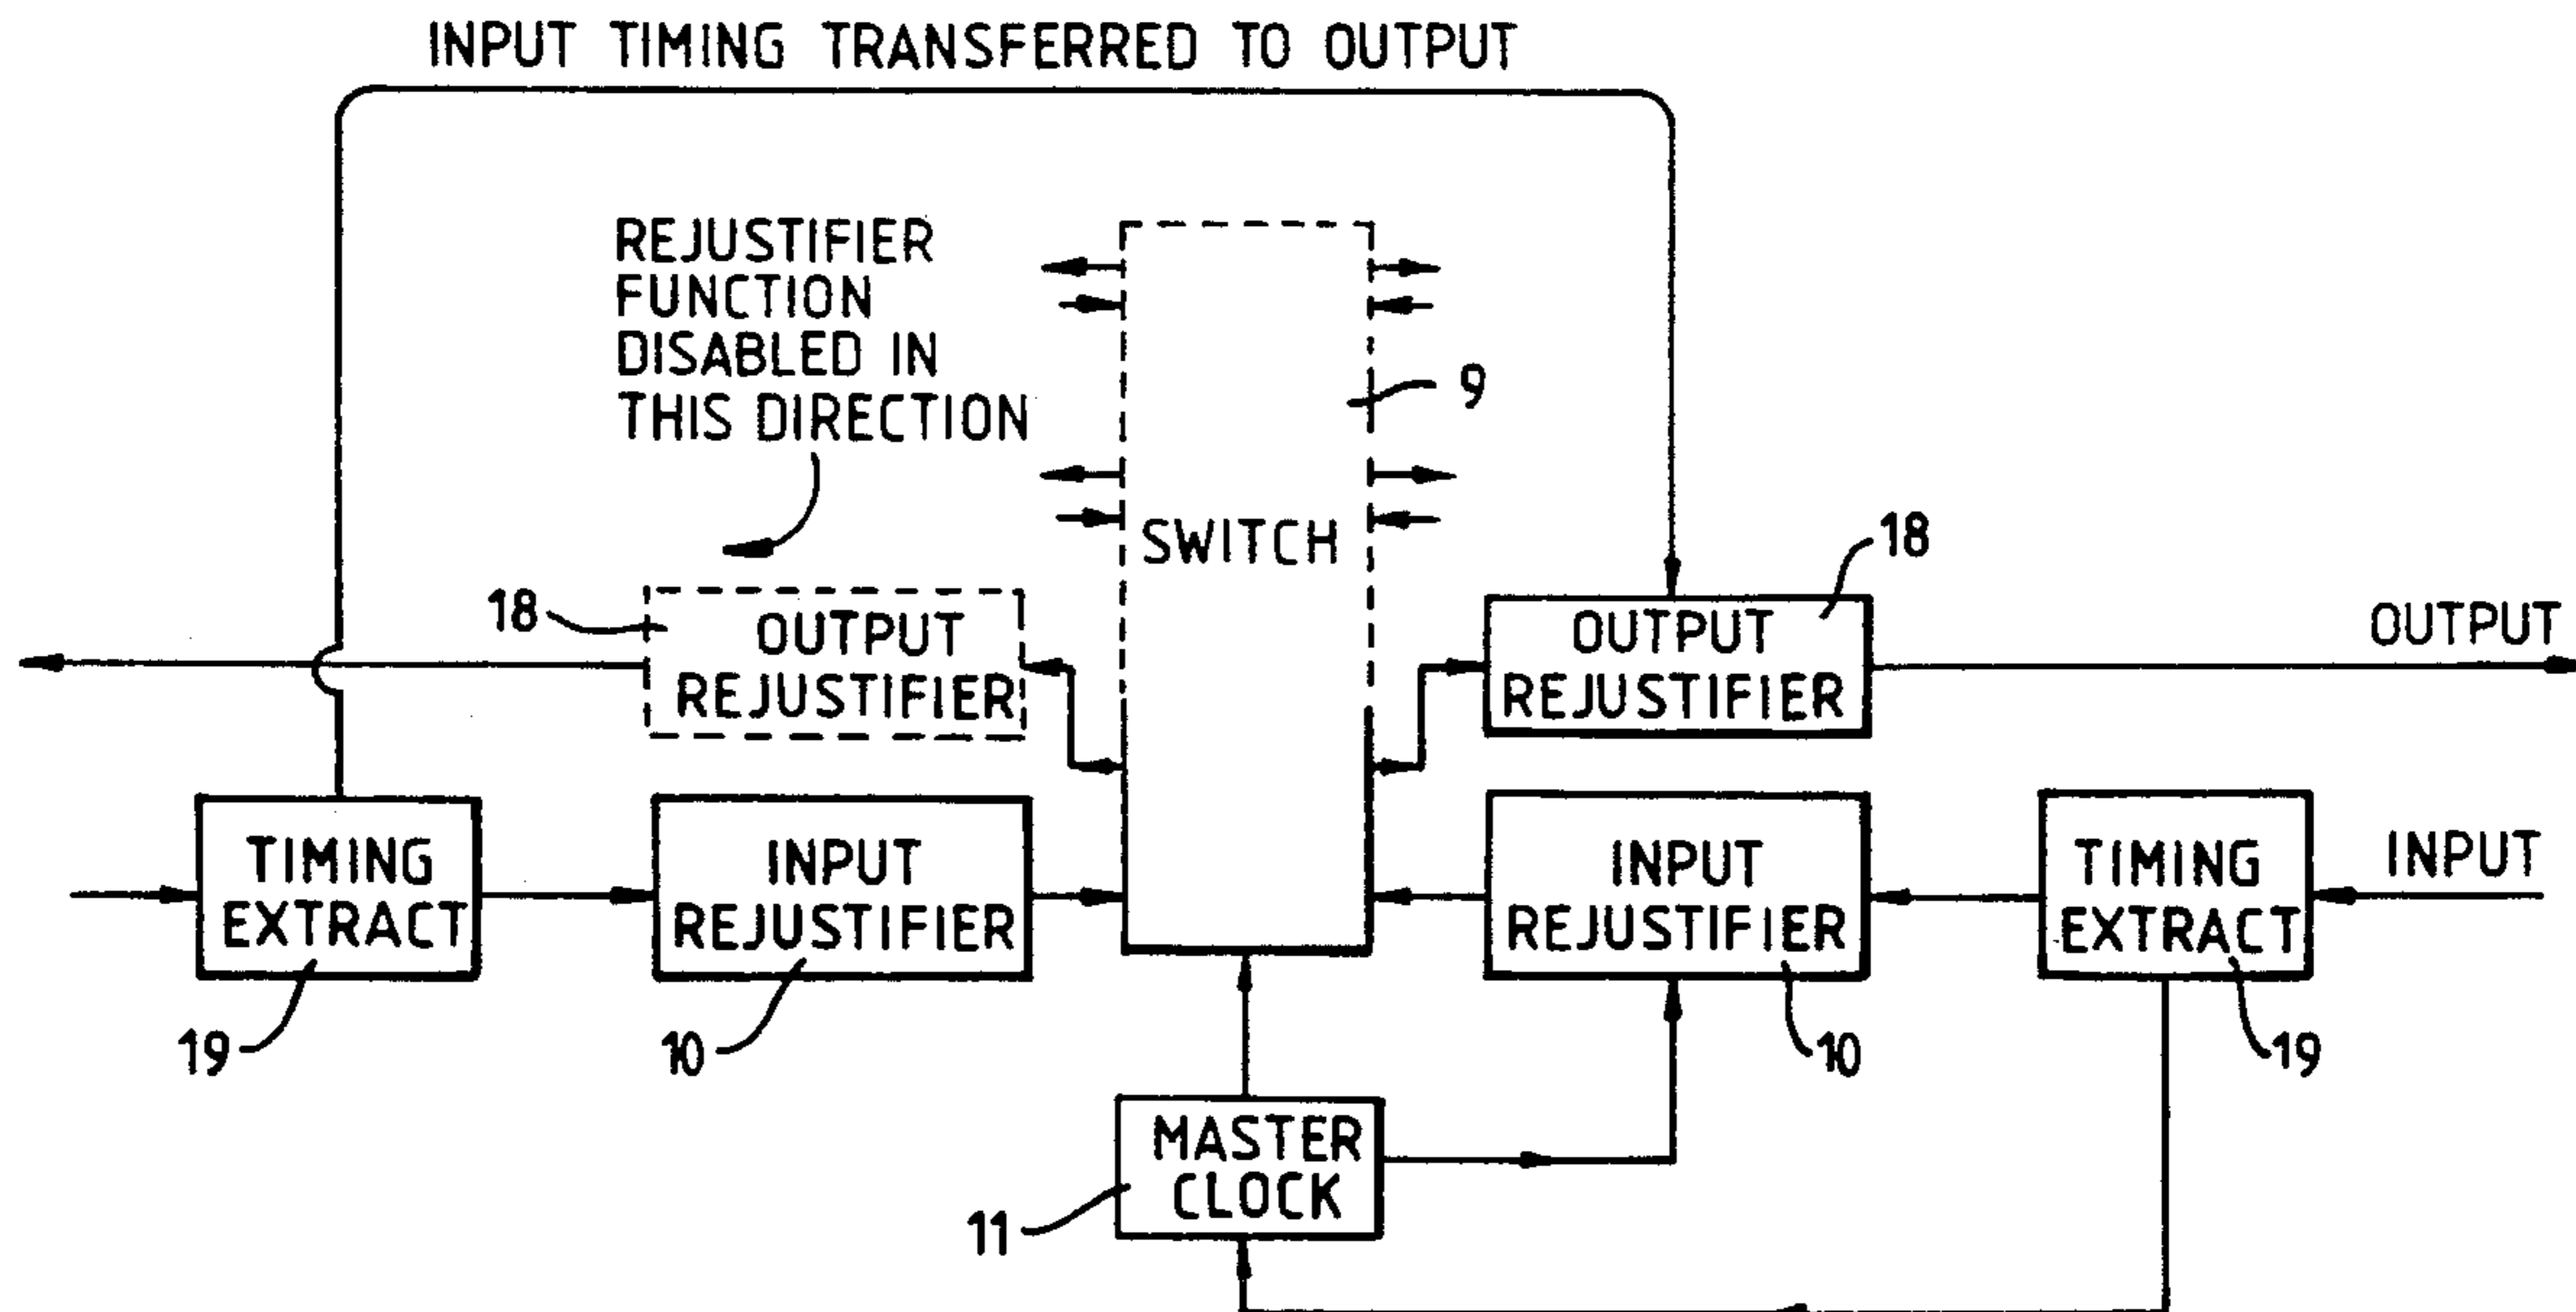 INPUT TIMING TRANSFERRED TO OUTPUT
REJUSTIFIER
FUNCTION
DISABLED IN
THIS DIRECTION
9
SWITCH
18
OUTPUT
REJUSTIFIER
18
OUTPUT
REJUSTIFIER
OUTPUT
TIMING
EXTRACT
INPUT
REJUSTIFIER
INPUT
REJUSTIFIER
TIMING
EXTRACT
INPUT
19
10
10
19
MASTER
CLOCK
11